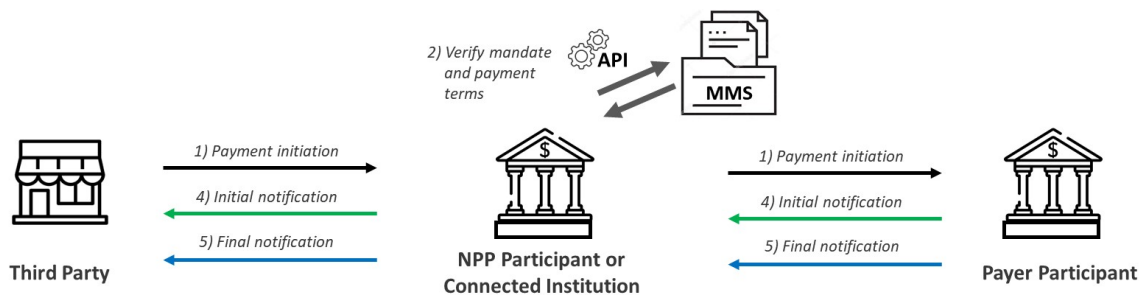 2) Verify mandate
and payment
terms
API
MMS
1) Payment initiation
4) Initial notification
5) Final notification
Third Party
$
NPP Participant or
Connected Institution
1) Payment initiation
4) Initial notification
5) Final notification
$
Payer Participant